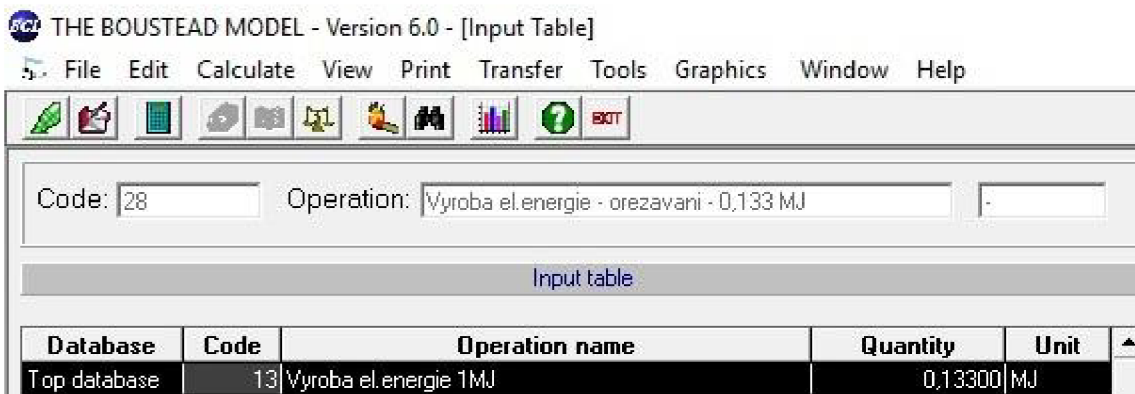 BCL THE BOUSTEAD MODEL - Version 6.0 - [Input Table]
File Edit Calculate View Print Transfer Tools Graphics Window Help
EXIT
Code: 28 Operation: Vyroba el.energie - orezavani - 0,133 MJ -
Input table
Database Code Operation name Quantity Unit
Top database 13 Vyroba el.energie 1MJ 0,13300 MJ